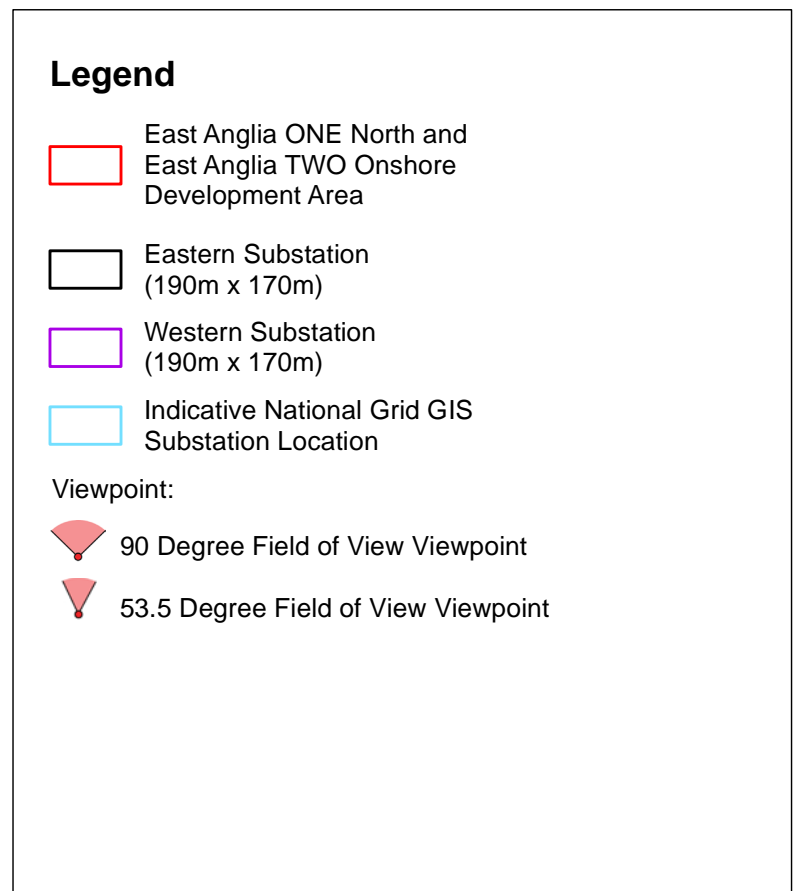 Legend
East Anglia ONE North and
East Anglia TWO Onshore
Development Area
Eastern Substation
(190m x 170m)
Western Substation
(190m x 170m)
Indicative National Grid GIS
Substation Location
Viewpoint:
90 Degree Field of View Viewpoint
53.5 Degree Field of View Viewpoint